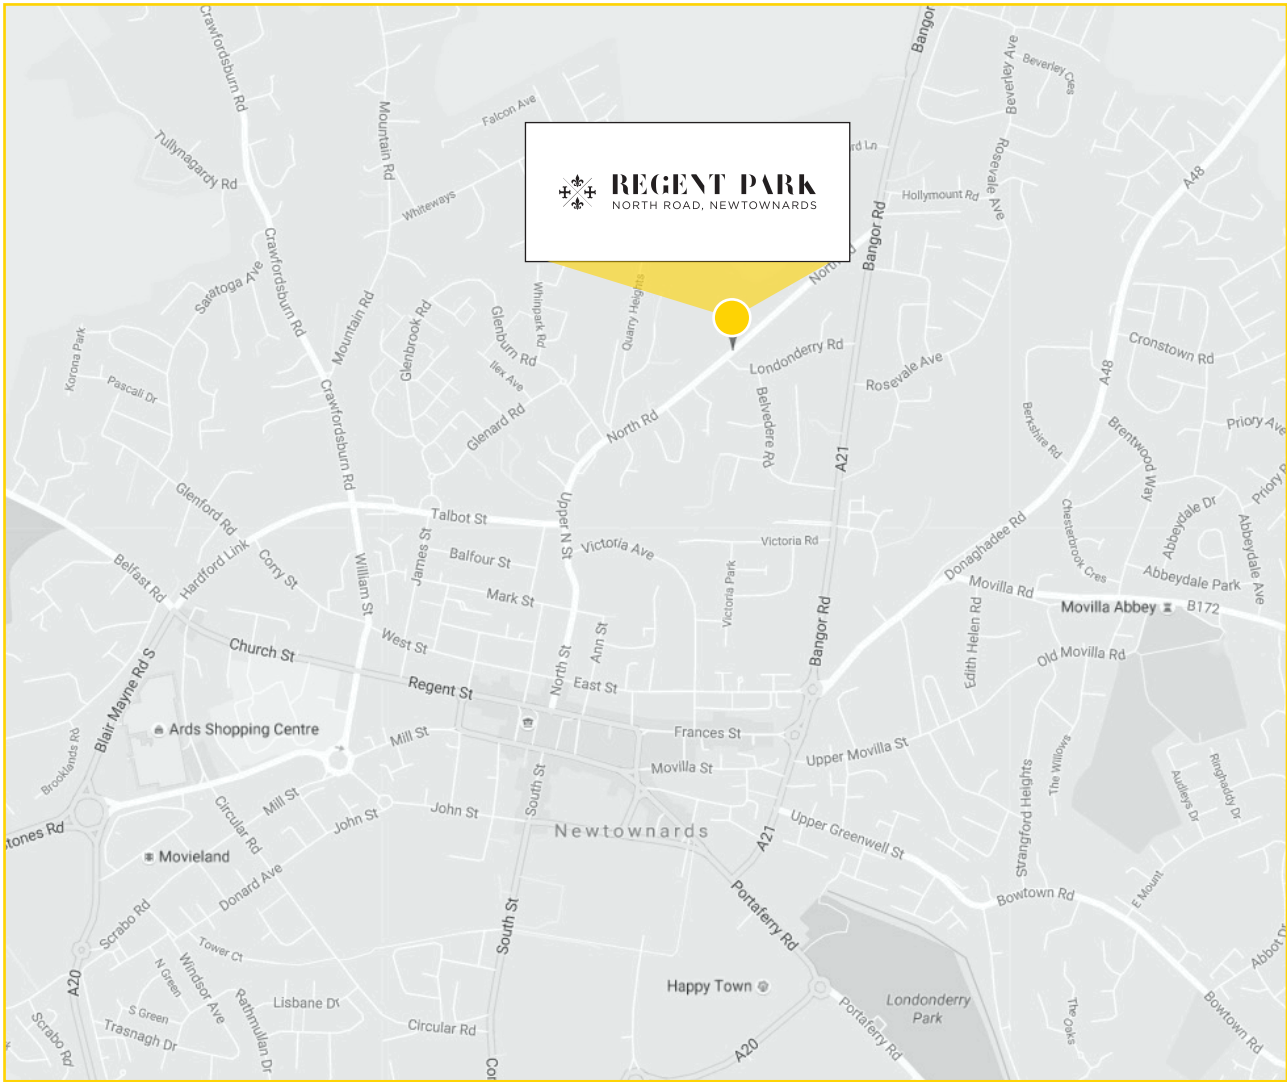 Crawfordsburn Rd
Bangor
Beverley Ave
Beverley Cres
Falcon Ave
Mountain Rd
Tullynagardy Rd
REGENT PARK
NORTH ROAD, NEWTOWNARDS
Rosevale Ave
A48
Whiteways
Hollymount Rd
Bangor Rd
Crawfordsburn Rd
Saratoga Ave
Whinpark Rd
Quarry Heights
Mountain Rd
Glenbrook Rd
Glenburn Rd
Korona Park
Londonderry Rd
Cronstown Rd
Ilex Ave
Rosevale Ave
A48
Pascali Dr
Crawfordsburn Rd
Glenard Rd
North Rd
Belvedere Rd
Berkshire Rd
Brentwood Way
Priory Ave
A21
Glenford Rd
Talbot St
Upper N St
Chesterbrook Cres
Abbeydale Dr
Abbeydale Ave
Hardford Link
Belfast Rd
Corry St
William St
James St
Balfour St
Victoria Ave
Victoria Rd
Donaghadee Rd
Mark St
Victoria Park
Movilla Rd
Abbeydale Park
Movilla Abbey
B172
Church St
West St
Ann St
North St
East St
Bangor Rd
Edith Helen Rd
Old Movilla Rd
Regent St
Blair Mayne Rd S
Ards Shopping Centre
Mill St
Frances St
Upper Movilla St
Brooklands Rd
Movilla St
The Willows
Ringhaddy Dr
Audleys Dr
Circular Rd
Mill St
John St
John St
South St
Newtownards
A21
Upper Greenwell St
Strangford Heights
Movieland
Donard Ave
Bowtown Rd
E Mount
Portaferry Rd
Scrabo Rd
South St
Tower Ct
A20
N Green
Windsor Ave
Happy Town
Londonderry
Park
S Green
Lisbane Dr
Rathmullan Dr
Trasnagh Dr
Circular Rd
Portaferry Rd
The Oaks
Bowtown Rd
Abbot Dr
Scrabo Rd
A20